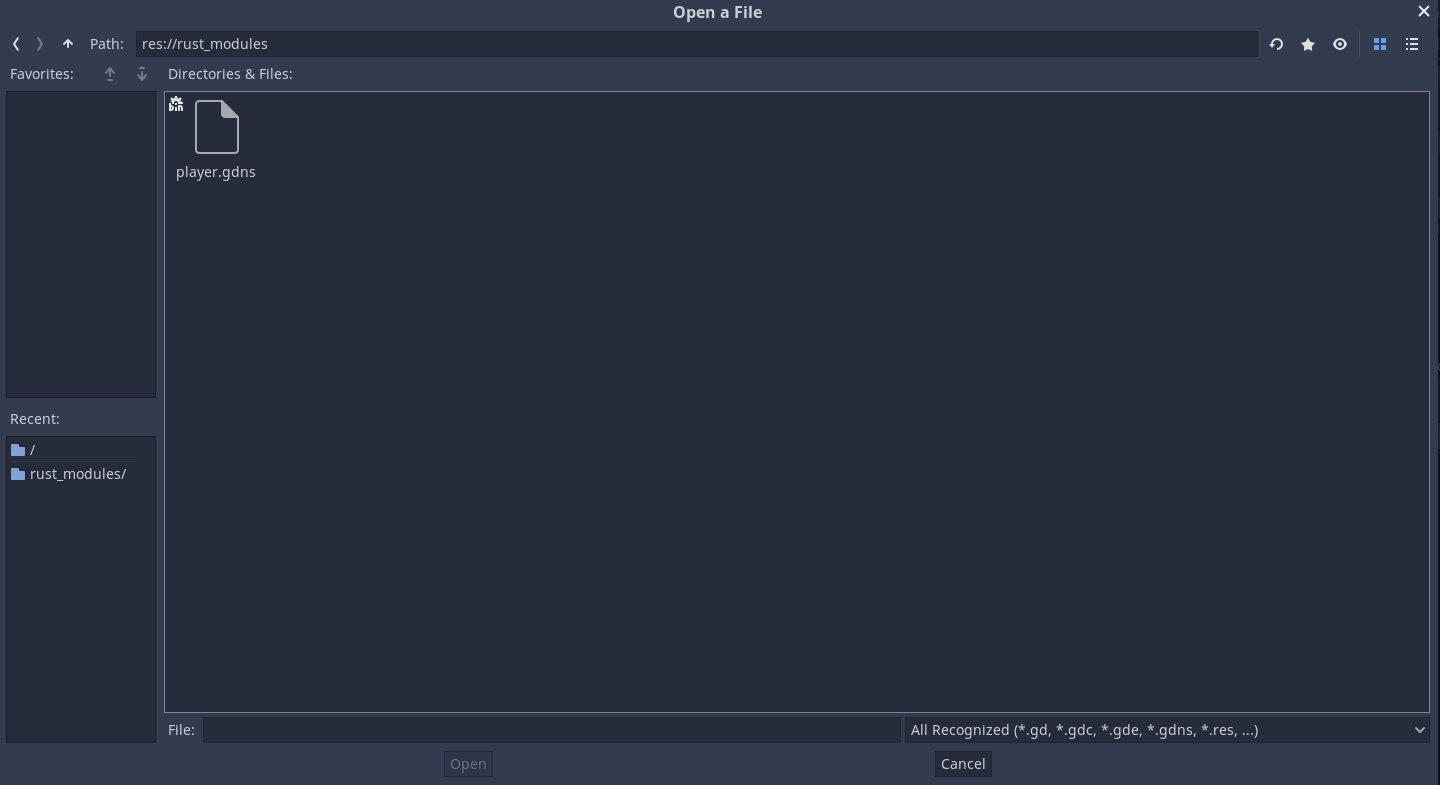 Open a File
Path: res://rust_modules
Favorites:
Directories & Files:
bin
player.gdns
Recent:
/
rust_modules/
File:
All Recognized (*.gd, *.gdc, *.gde, *.gdns, *.res, ...)
Open
Cancel